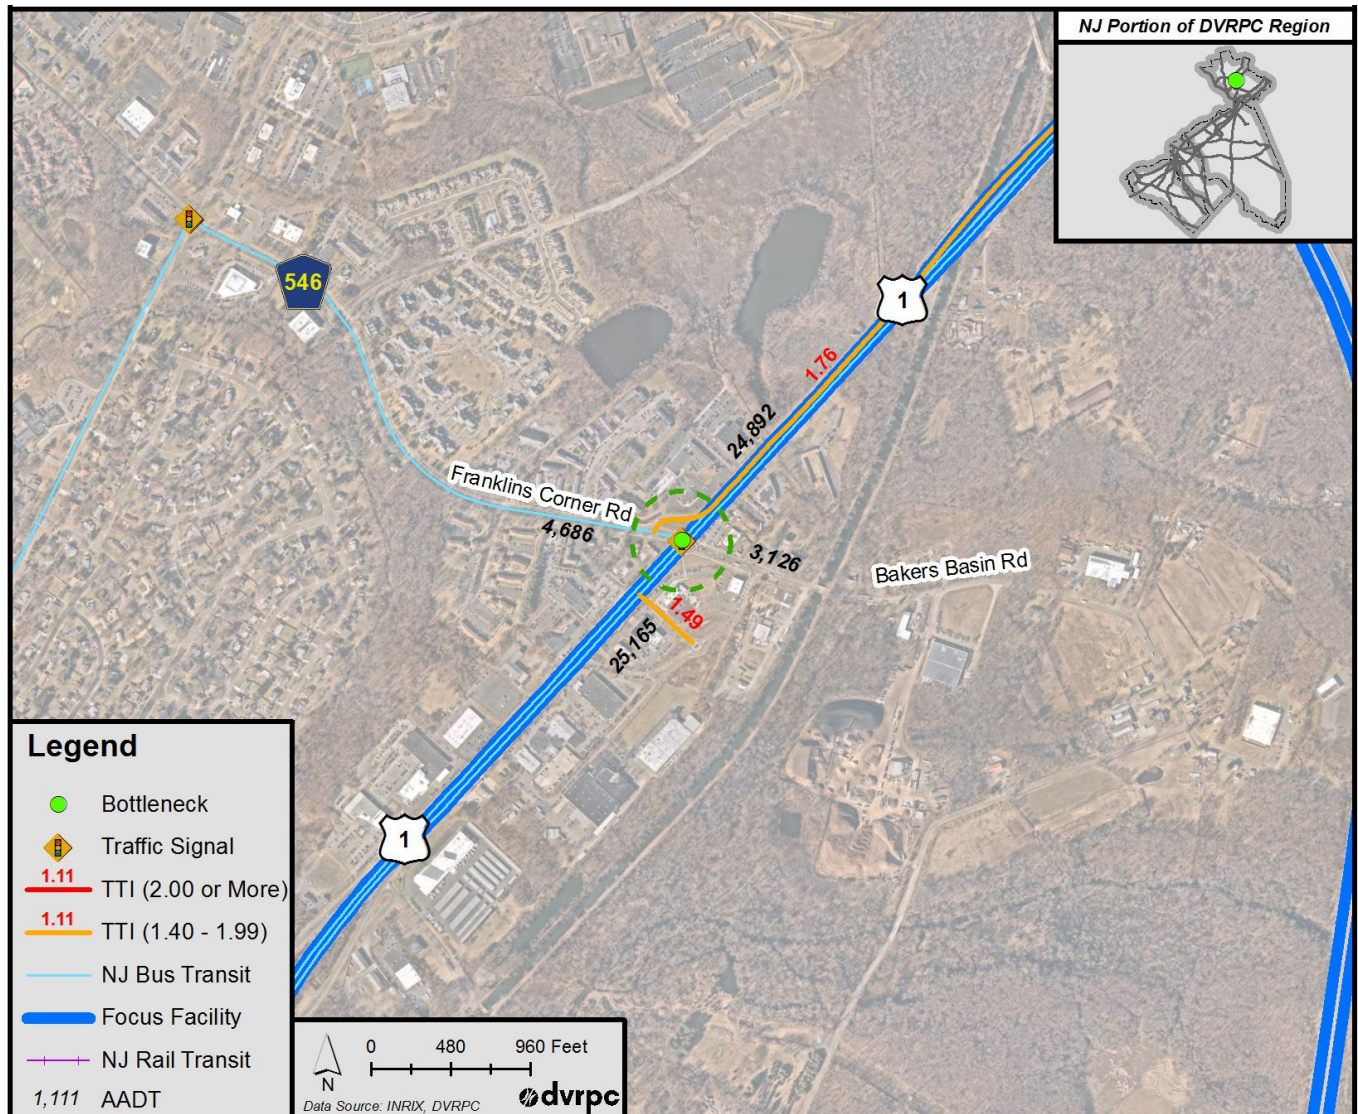 NJ Portion of DVRPC Region
546
1
1.76
24,892
Franklins Corner Rd
4,686
3,126
Bakers Basin Rd
1.49
25,165
1
Legend
Bottleneck
Traffic Signal
1.11
TTI (2.00 or More)
1.11
TTI (1.40 - 1.99)
NJ Bus Transit
Focus Facility
NJ Rail Transit
1,111 AADT
0 480 960 Feet
N
Data Source: INRIX, DVRPC
dvrpc